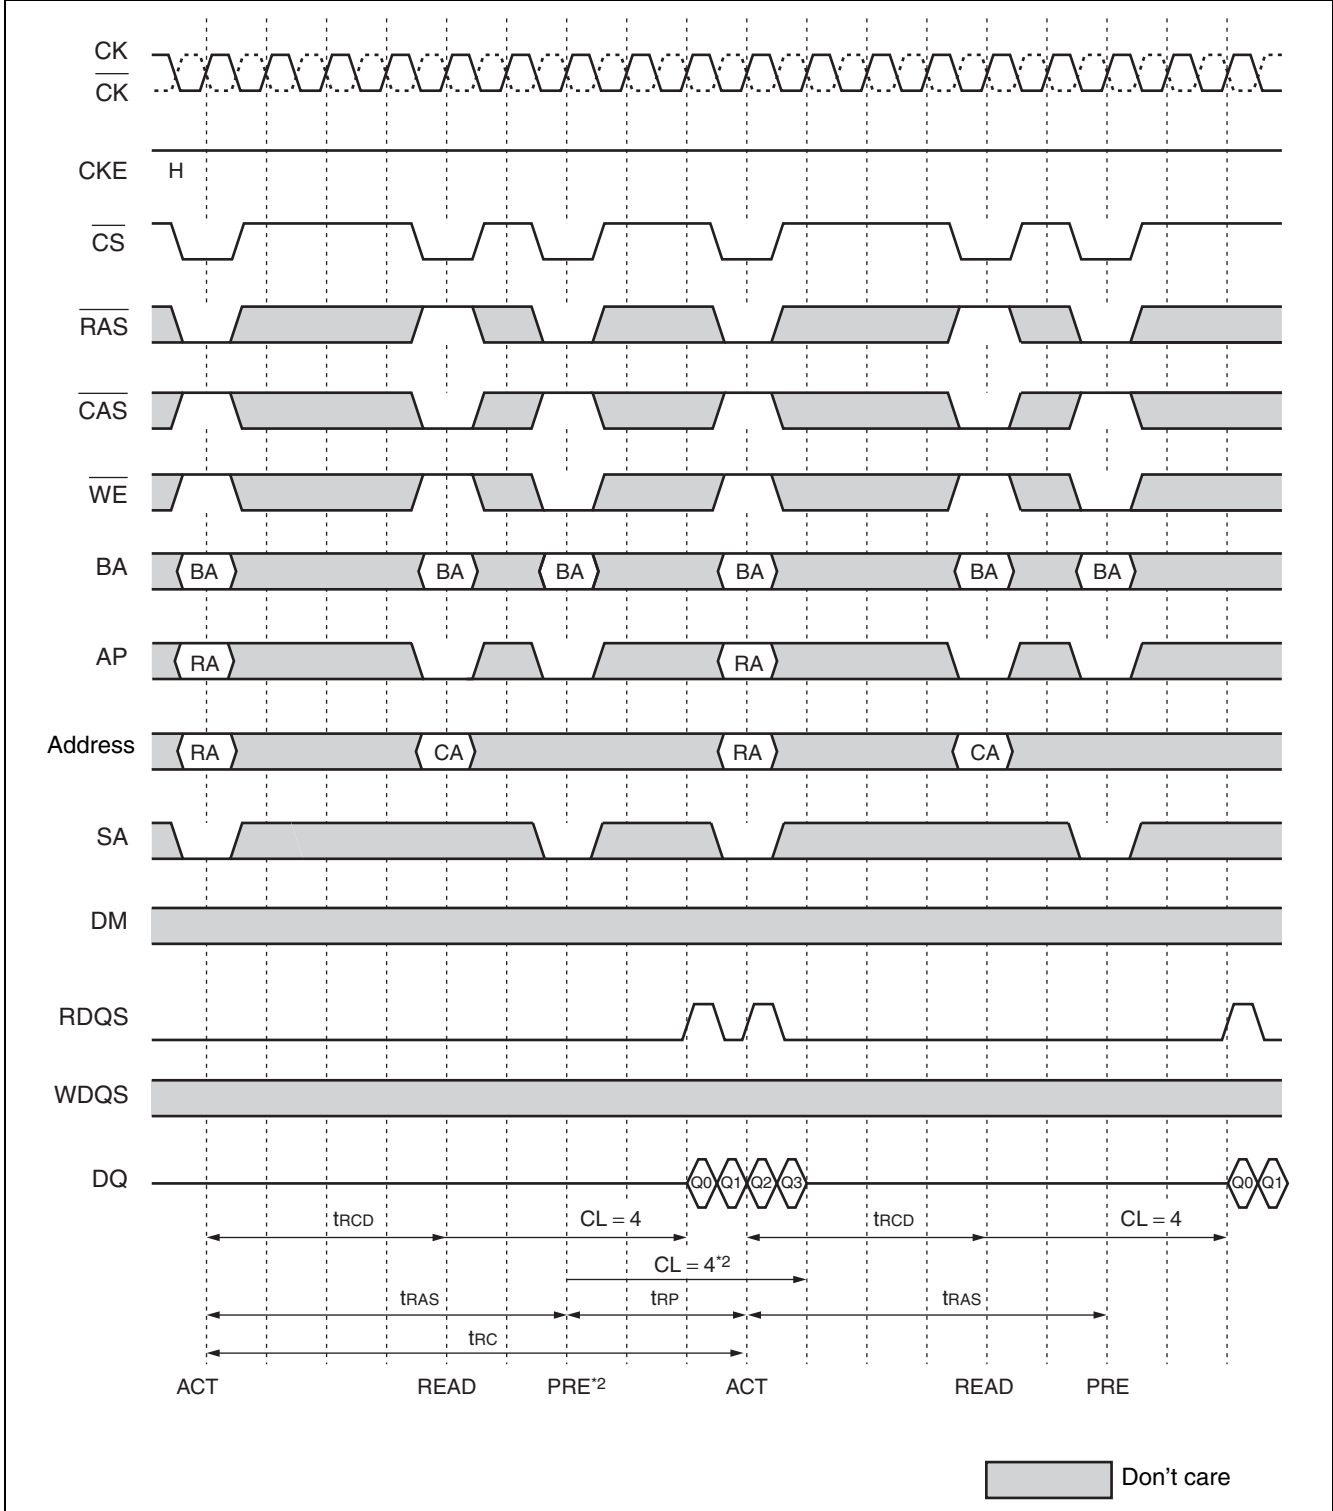 CK
CK
CKE H
CS
RAS
CAS
WE
BA BA BA BA BA BA BA
AP RA RA
Address RA CA RA CA
SA
DM
RDQS
WDQS
DQ Q0 Q1 Q2 Q3 Q0 Q1
tRCD CL = 4 tRCD CL = 4
CL = 4*2
tRAS tRP tRAS
tRC
ACT READ PRE*2 ACT READ PRE
Don't care